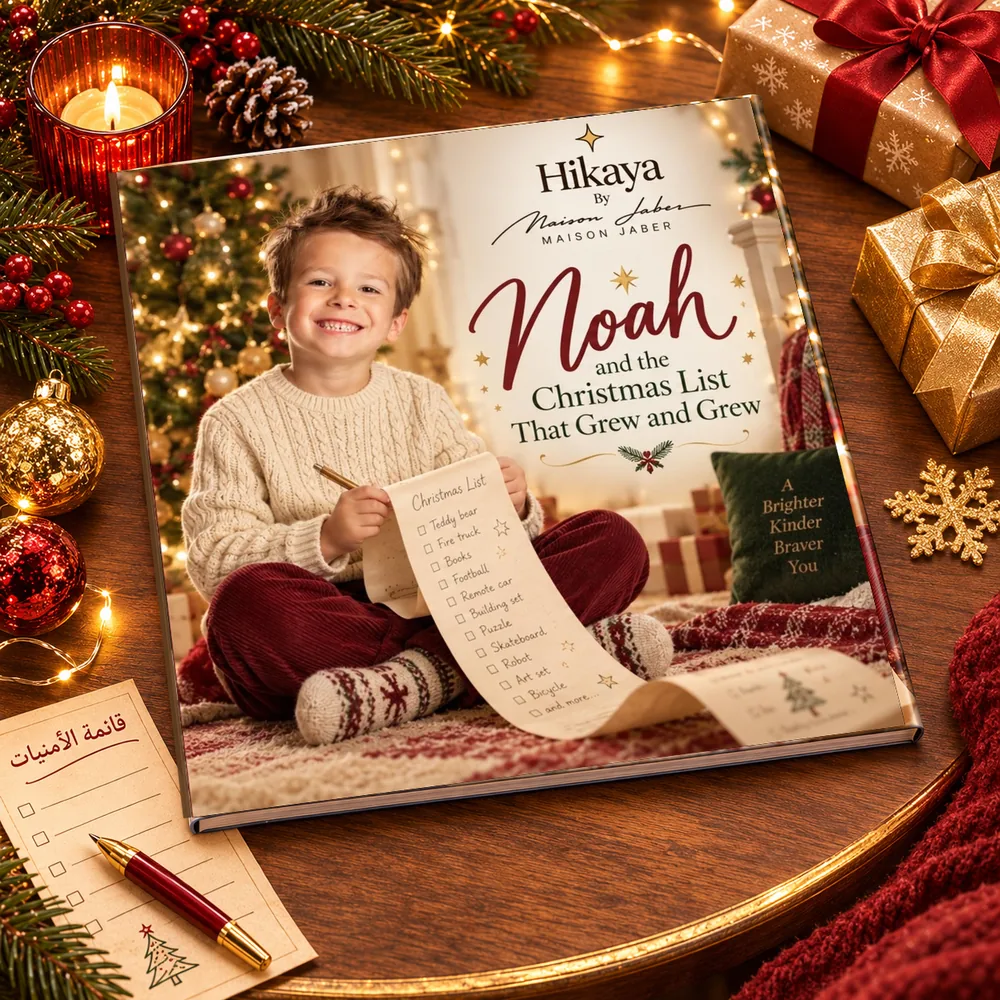 Hikaya
By
Maison Jaber
MAISON JABER
Noah
and the
Christmas List
That Grew and Grew
Christmas List
Teddy bear
Fire truck
Books
Football
Remote car
Building set
Puzzle
Skateboard
Robot
Art set
Bicycle
and more...
A
Brighter
Kinder
Braver
You
قائمة الأمنيات